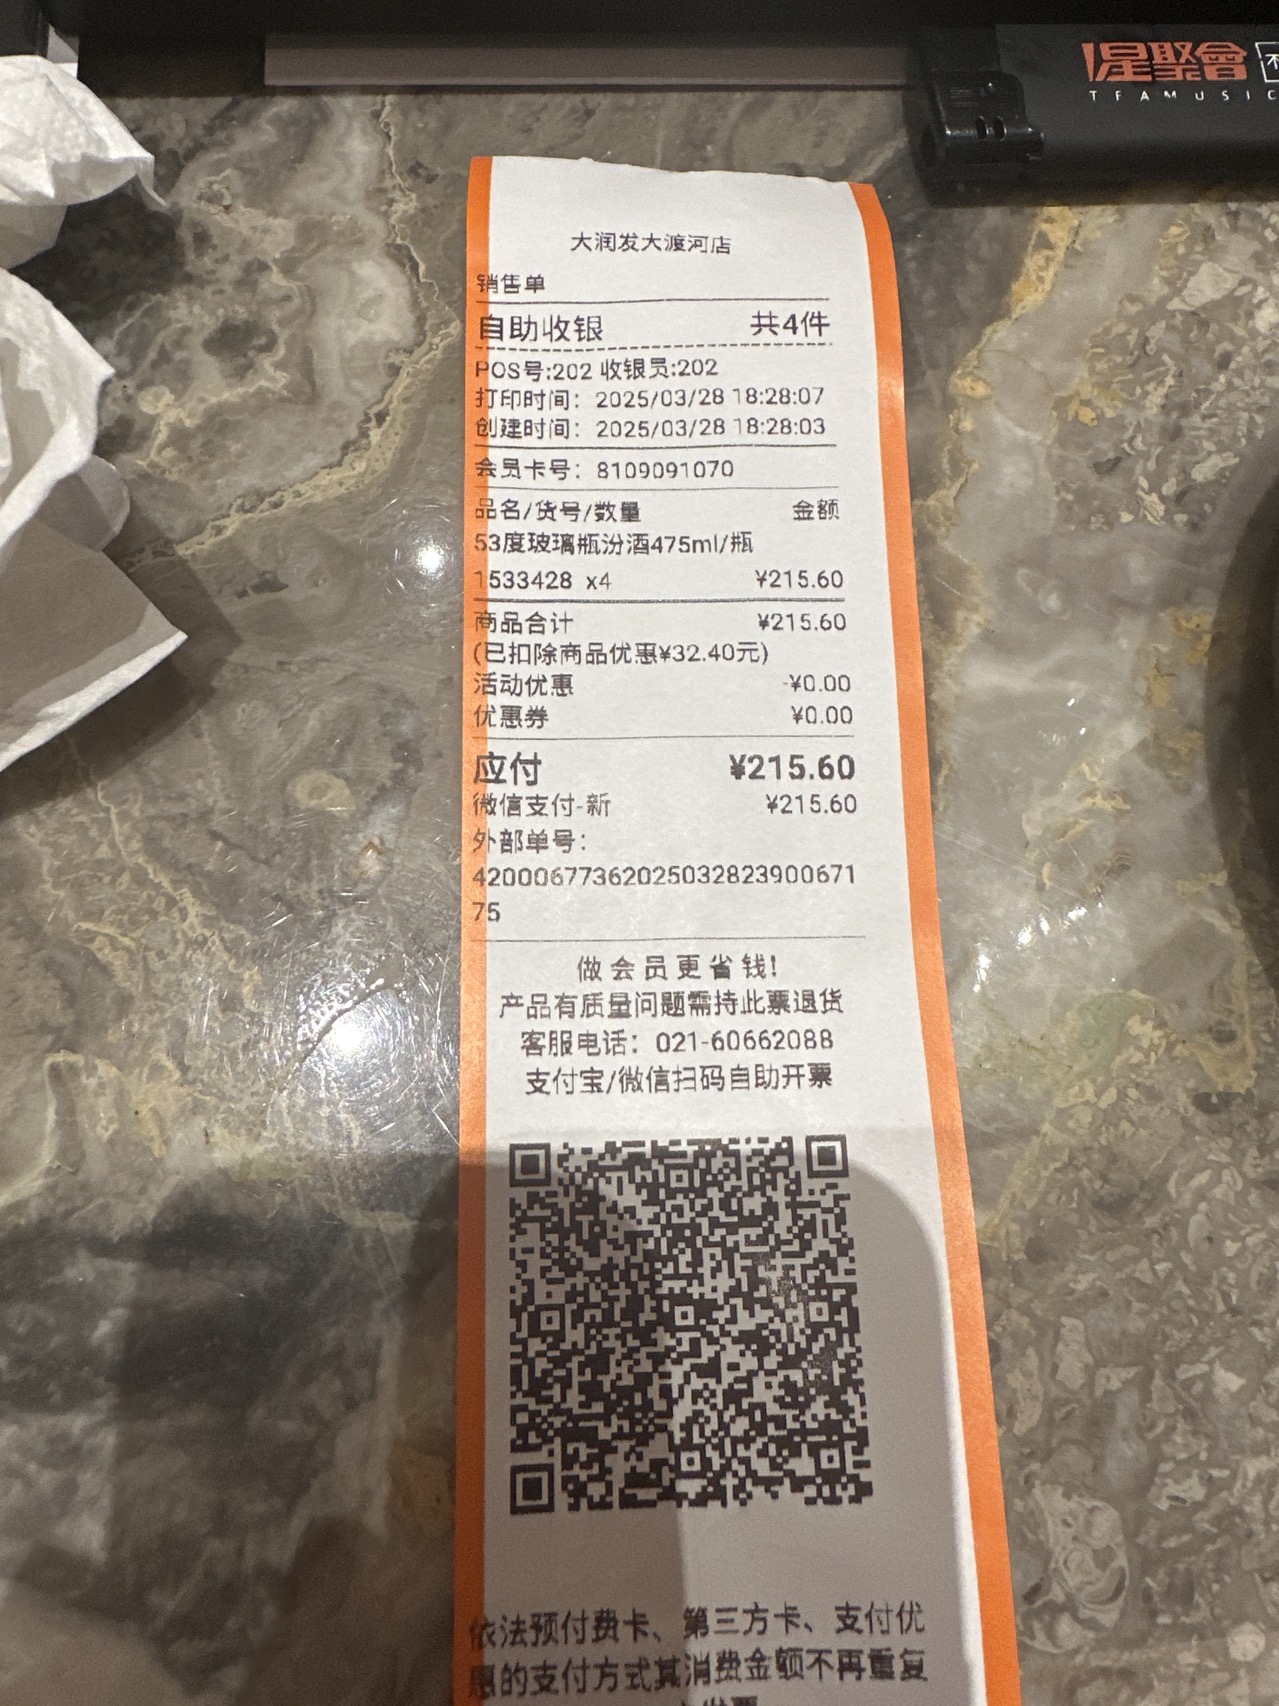 星聚會
TFAMUSIC
大润发大渡河店
销售单
自助收银 共4件
POS号:202 收银员:202
打印时间：2025/03/28 18:28:07
创建时间：2025/03/28 18:28:03
会员卡号：8109091070
品名/货号/数量 金额
53度玻璃瓶汾酒475ml/瓶
1533428 x4 ¥215.60
商品合计 ¥215.60
(已扣除商品优惠¥32.40元)
活动优惠 -¥0.00
优惠券 ¥0.00
应付 ¥215.60
微信支付-新 ¥215.60
外部单号：
42000677362025032823900671
75
做会员更省钱!
产品有质量问题需持此票退货
客服电话：021-60662088
支付宝/微信扫码自助开票
依法预付费卡、第三方卡、支付优
惠的支付方式其消费金额不再重复